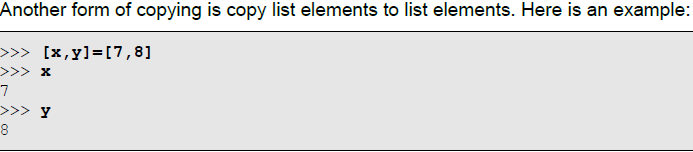 Another form of copying is copy list elements to list elements. Here is an example:
>>> [x,y]=[7,8]
>>> x
7
>>> y
8